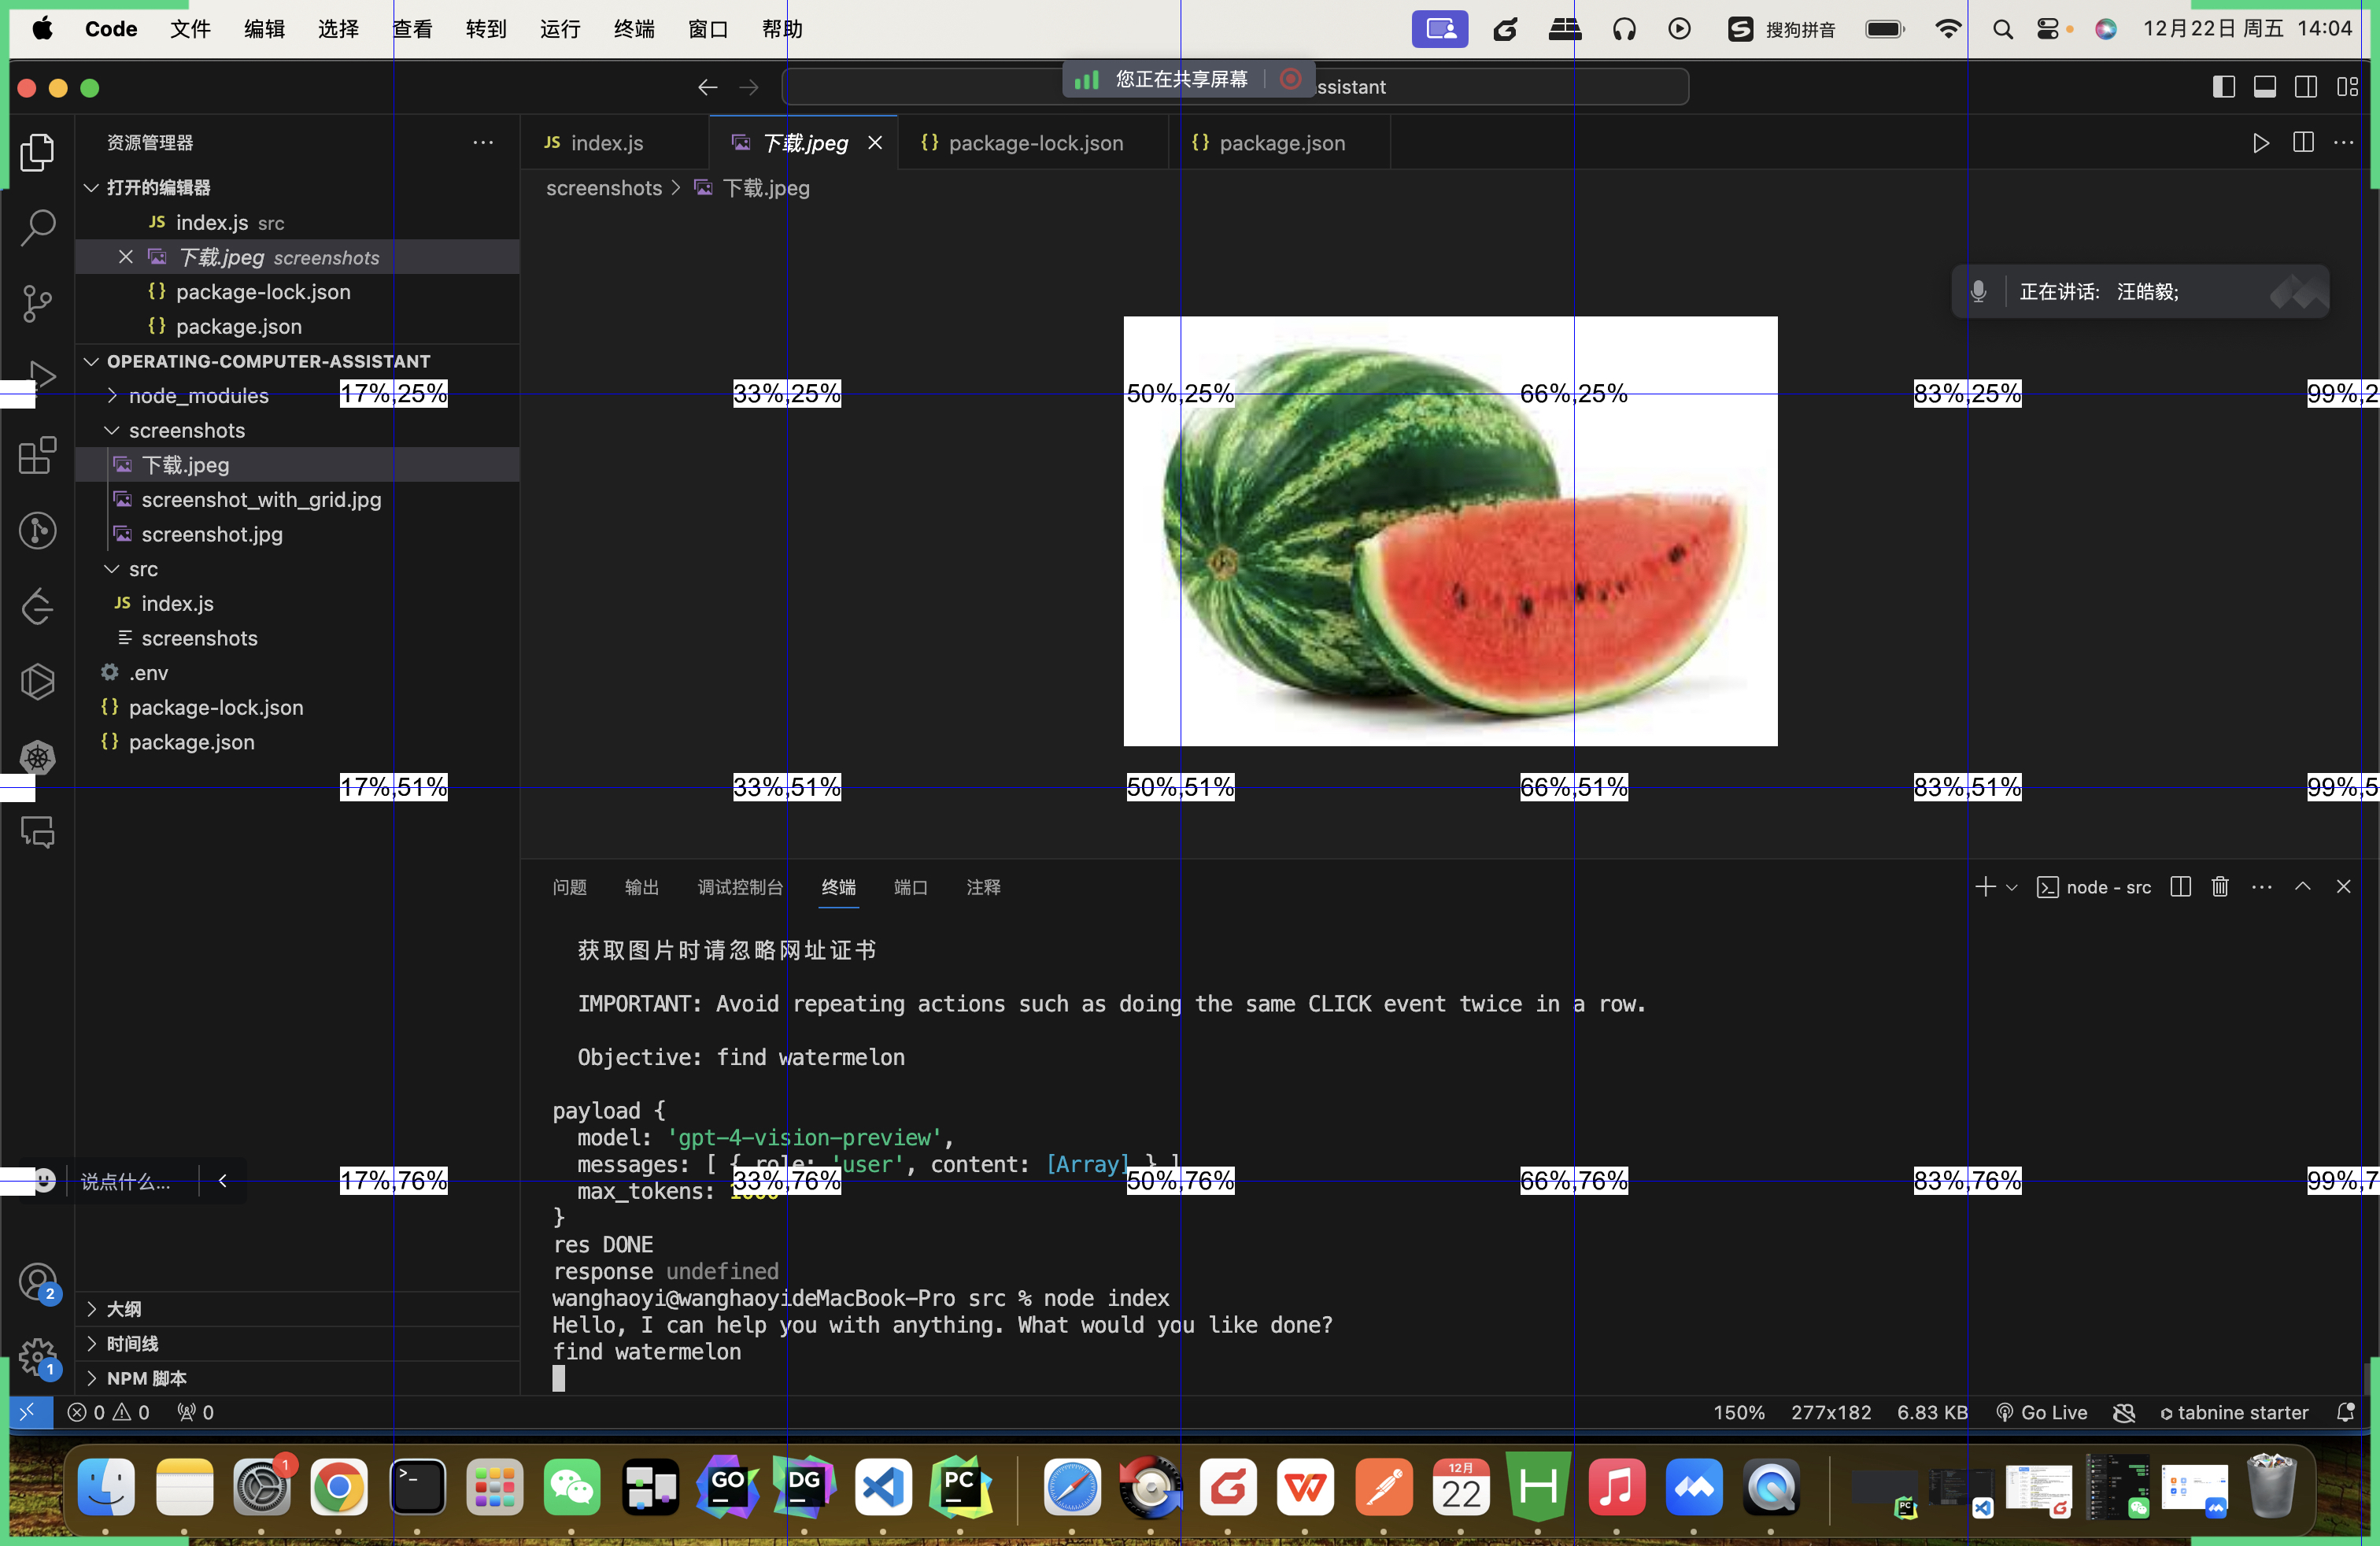 Code 文件 编辑 选择 查看 转到 运行 终端 窗口 帮助 搜狗拼音 12月22日 周五 14:04
您正在共享屏幕 ssistant
资源管理器
index.js 下载.jpeg package-lock.json package.json
screenshots > 下载.jpeg
打开的编辑器
index.js src
下载.jpeg screenshots
package-lock.json
package.json
正在讲话: 汪皓毅;
OPERATING-COMPUTER-ASSISTANT
node_modules
17%,25% 33%,25% 50%,25% 66%,25% 83%,25% 99%,2
screenshots
下载.jpeg
screenshot_with_grid.jpg
screenshot.jpg
src
index.js
screenshots
.env
package-lock.json
package.json
17%,51% 33%,51% 50%,51% 66%,51% 83%,51% 99%,5
问题 输出 调试控制台 终端 端口 注释 node - src
获取图片时请忽略网址证书
IMPORTANT: Avoid repeating actions such as doing the same CLICK event twice in a row.
Objective: find watermelon
payload {
model: 'gpt-4-vision-preview',
messages: [ { role: 'user', content: [Array] } ]
说点什么... 17%,76% 33%,76% 50%,76% 66%,76% 83%,76% 99%,7
max_tokens:
}
res DONE
response undefined
wanghaoyi@wanghaoyideMacBook-Pro src % node index
Hello, I can help you with anything. What would you like done?
find watermelon
2
大纲
时间线
1
NPM 脚本
0 0 0 150% 277x182 6.83 KB Go Live tabnine starter
1 GO DG PC 12月 22 PC